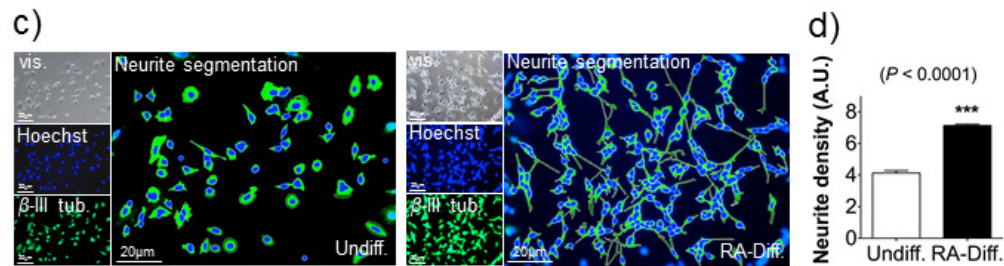 c)
vis.
Hoechst
β-III tub.
Neurite segmentation
20µm
Undiff.
vis.
Hoechst
β-III tub.
Neurite segmentation
20µm
RA-Diff.
d)
(P < 0.0001)
***
Neurite density (A.U.)
8
6
4
2
0
Undiff. RA-Diff.